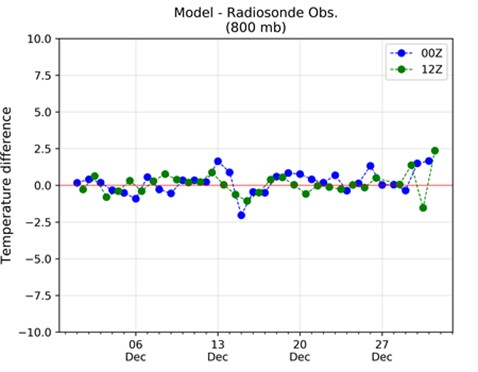 Model - Radiosonde Obs.
(800 mb)
Temperature difference
10.0
7.5
5.0
2.5
0.0
−2.5
−5.0
−7.5
−10.0
00Z
12Z
06 Dec
13 Dec
20 Dec
27 Dec